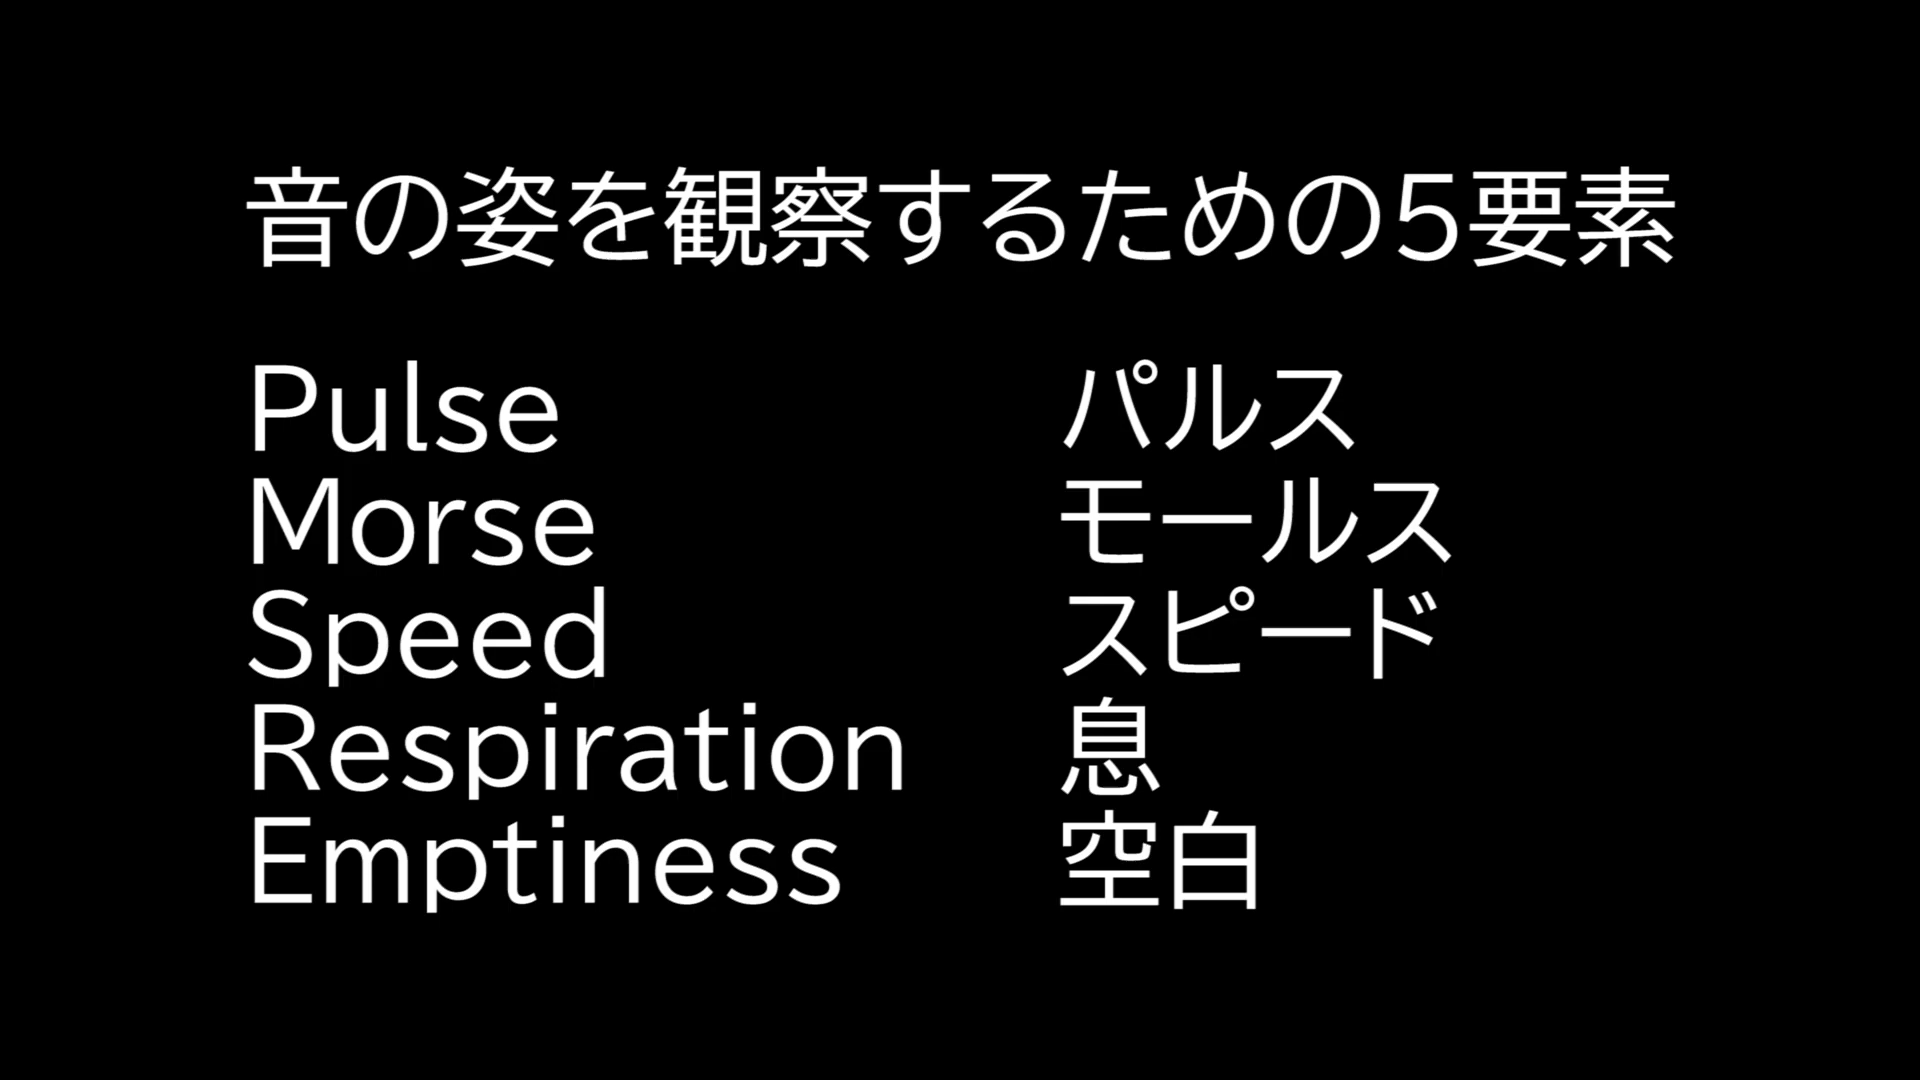 音の姿を観察するための5要素
Pulse パルス
Morse モールス
Speed スピード
Respiration 息
Emptiness 空白